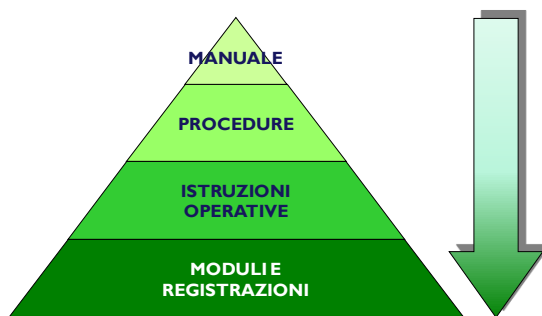 MANUALE
PROCEDURE
ISTRUZIONI
OPERATIVE
MODULI E
REGISTRAZIONI